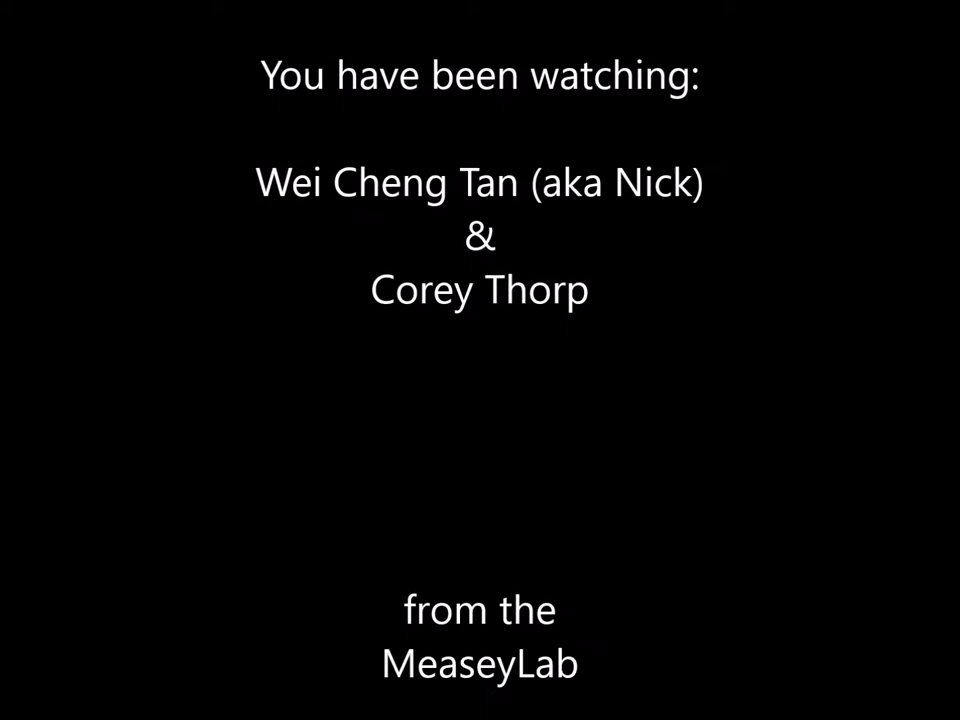 You have been watching:
Wei Cheng Tan (aka Nick)
&
Corey Thorp
from the
MeaseyLab